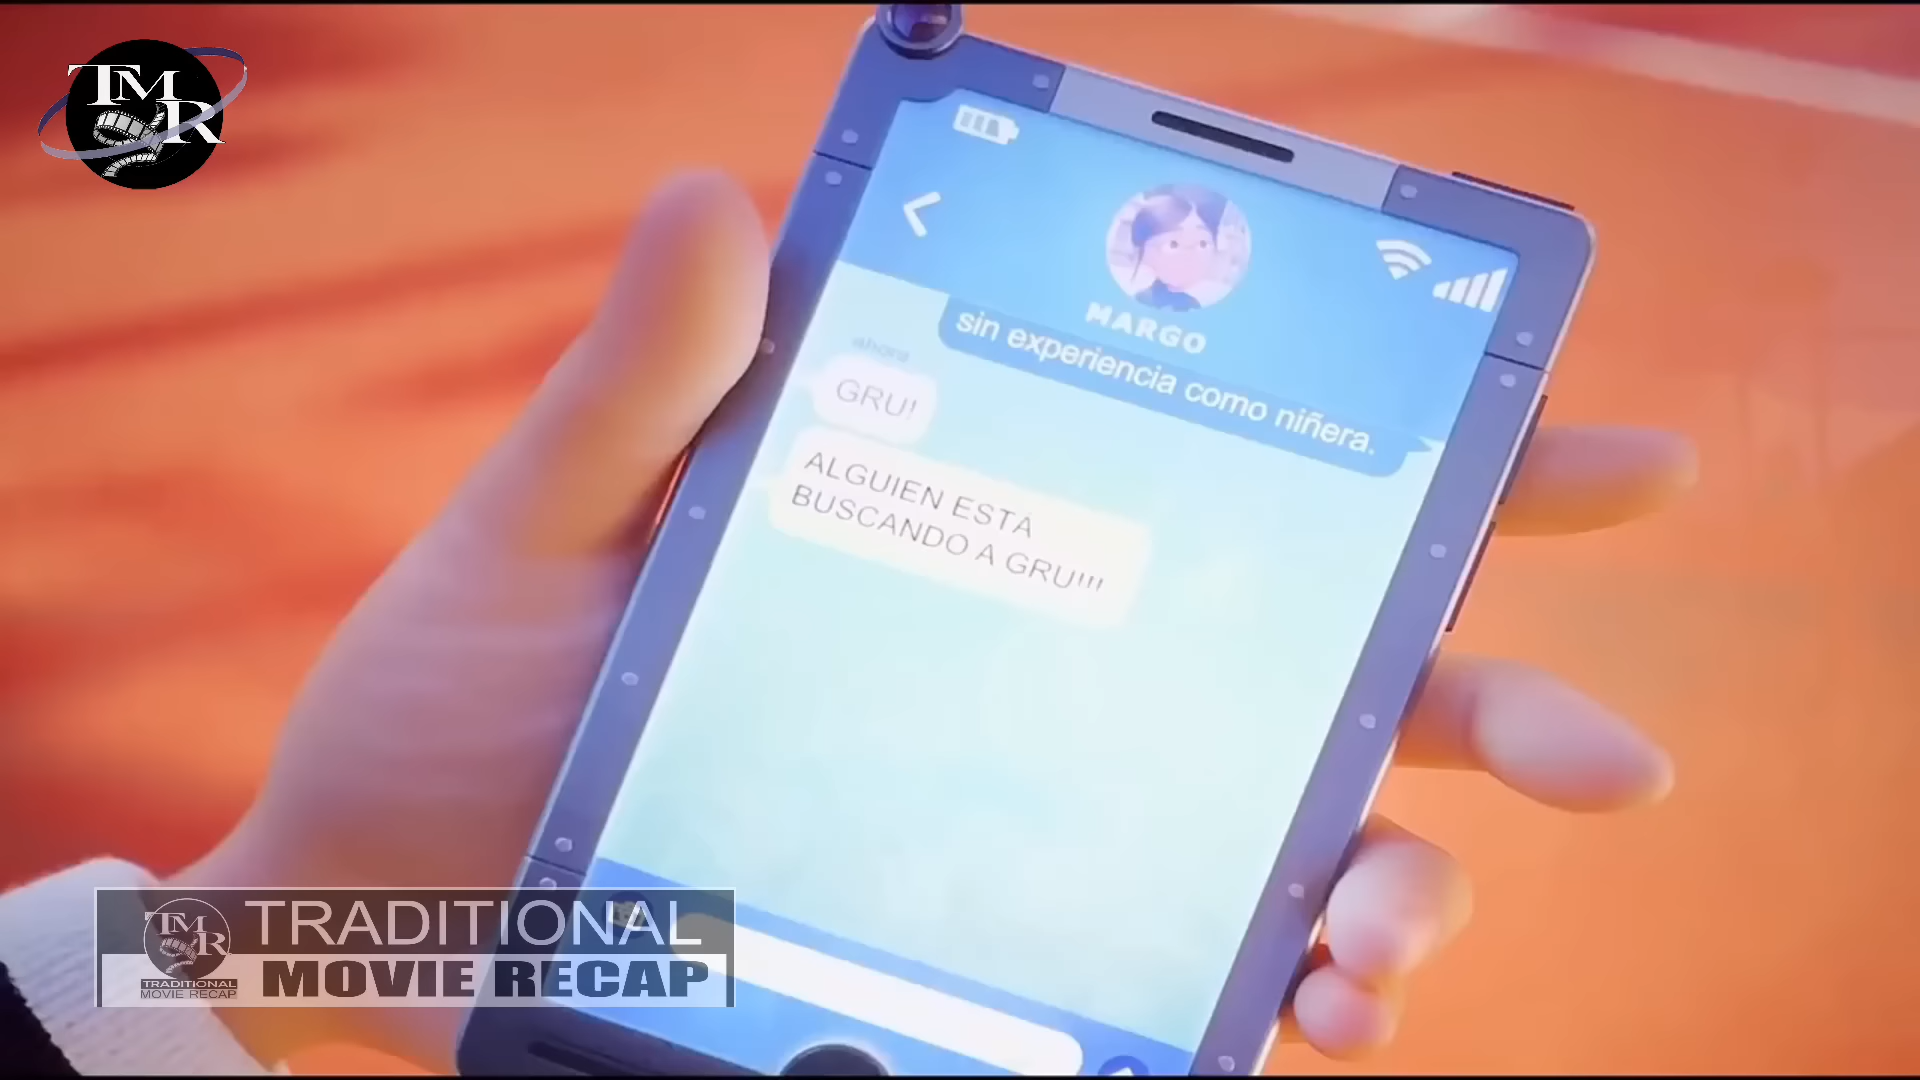 TMR
MARGO
sin experiencia como niñera.
ahora
GRU!
ALGUIEN ESTA
BUSCANDO A GRU!!!
TMR
TRADITIONAL
MOVIE RECAP
TRADITIONAL
MOVIE RECAP